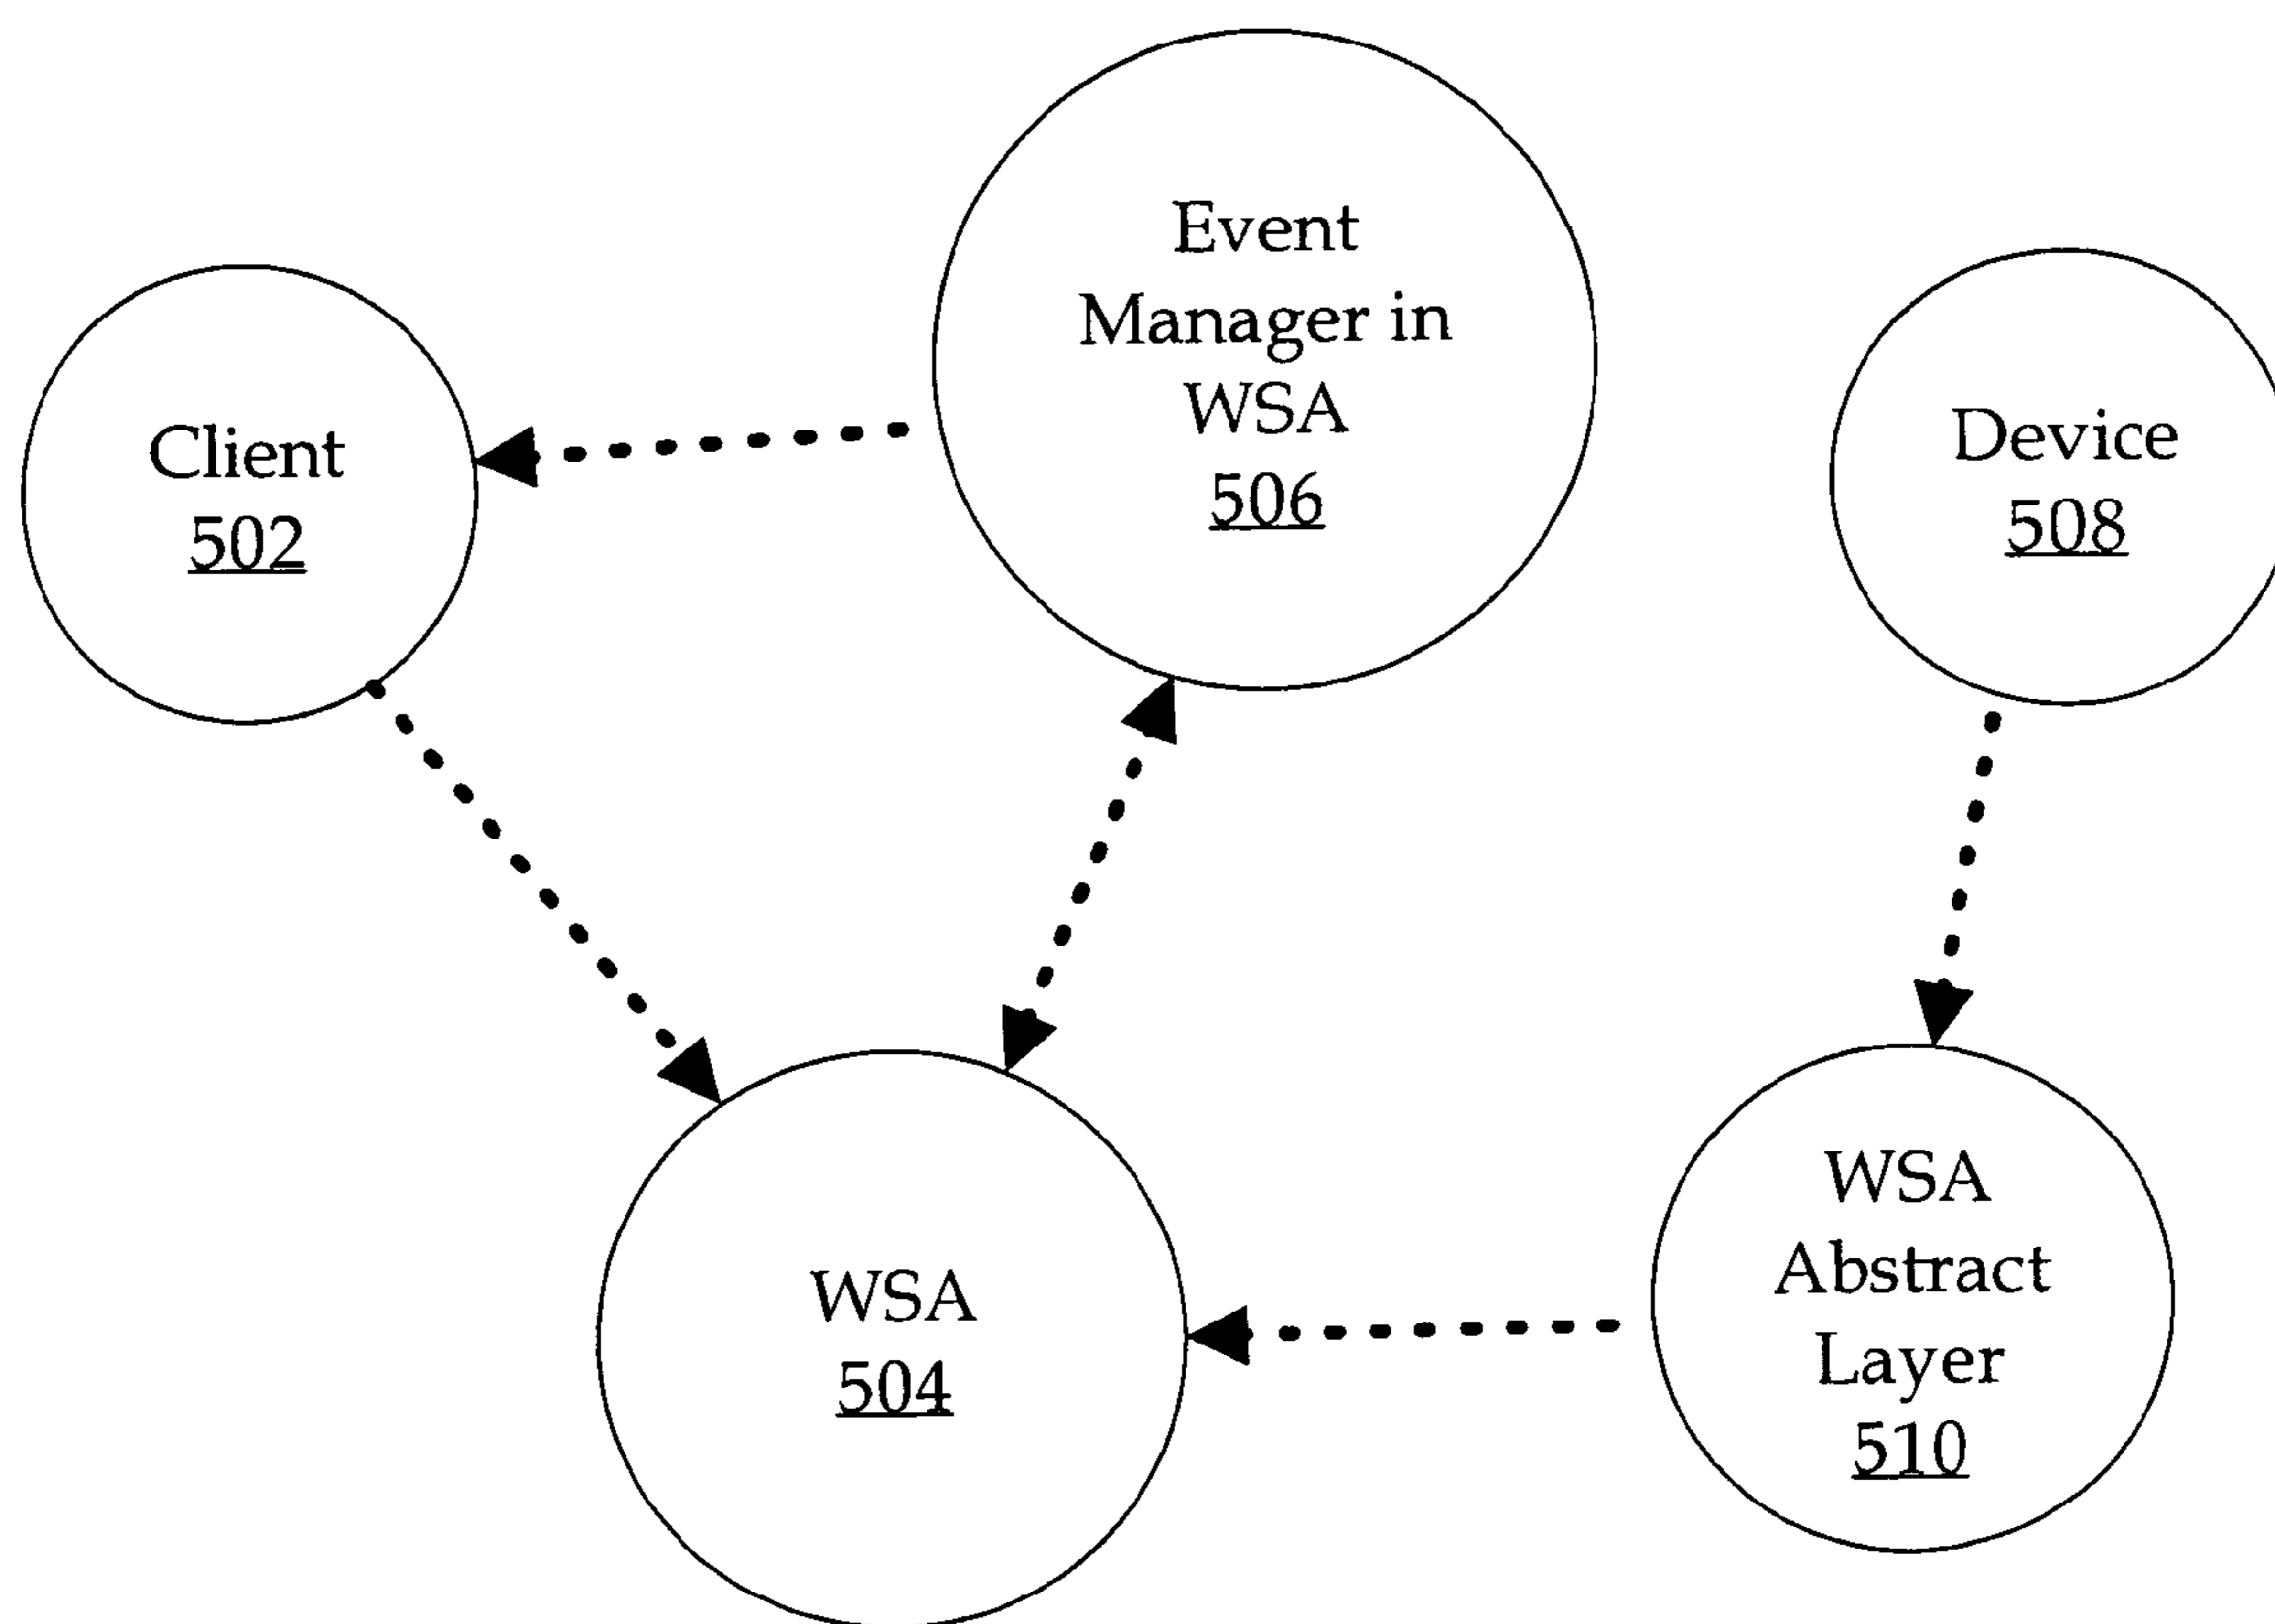 Event
Manager in
WSA
506
Client
502
Device
508
WSA
504
WSA
Abstract
Layer
510